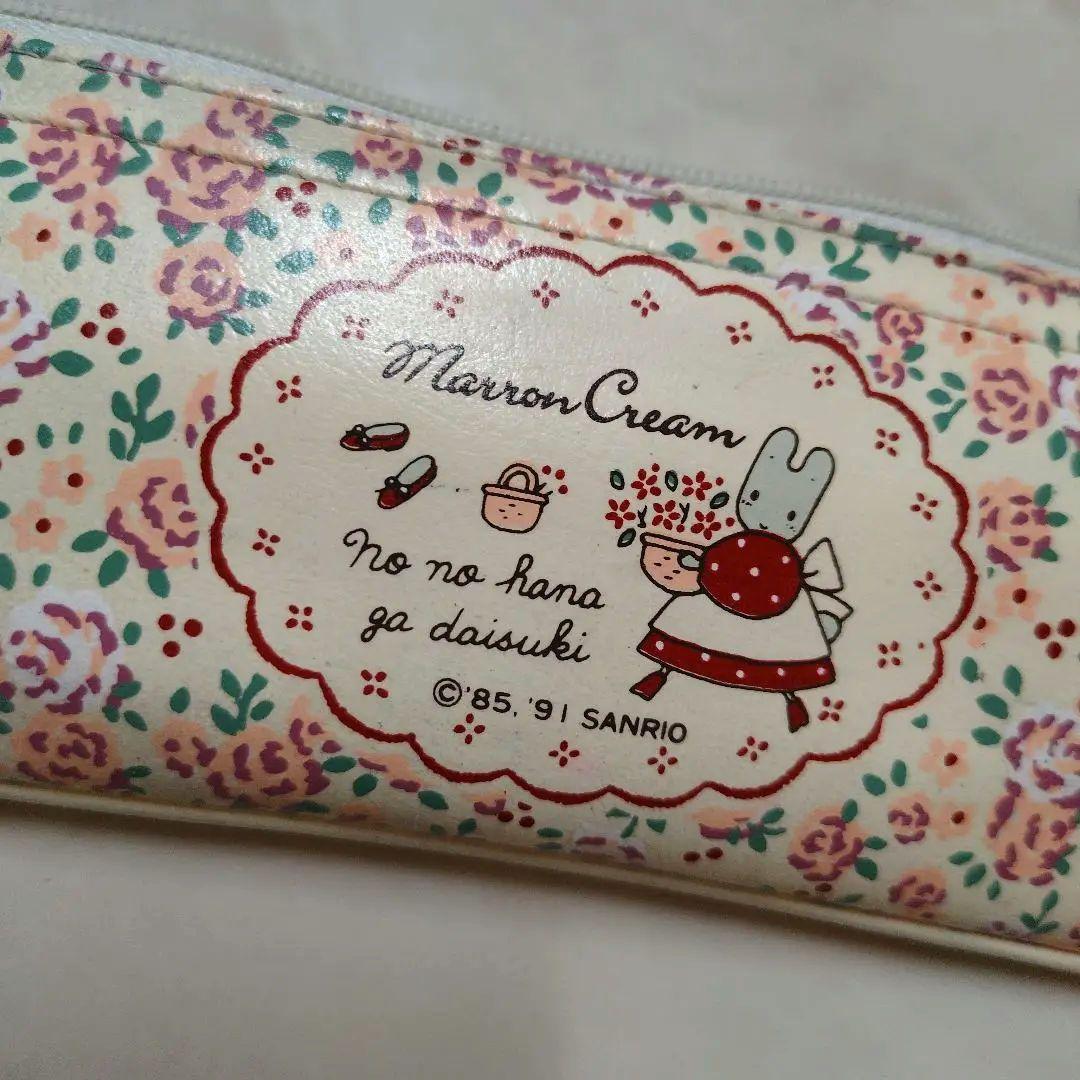 Marron Cream
No no hana
ga daisuki
© '85, '91 SANRIO